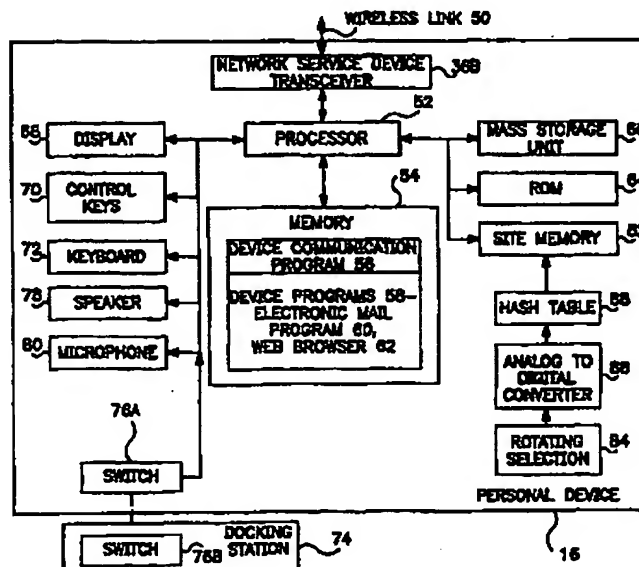 WIRELESS LINK 50
NETWORK SERVICE DEVICE
TRANSCEIVER
36B
52
PROCESSOR
68
DISPLAY
MASS STORAGE
UNIT
54
70
CONTROL
KEYS
ROM
MEMORY
SITE MEMORY
DEVICE COMMUNICATION
PROGRAM 56
72
KEYBOARD
DEVICE PROGRAMS 58-
ELECTRONIC MAIL
PROGRAM 60,
WEB BROWSER 62
78
SPEAKER
HASH TABLE
88
80
MICROPHONE
ANALOG TO
DIGITAL
CONVERTER
76A
ROTATING
SELECTION
84
SWITCH
PERSONAL DEVICE
DOCKING
STATION
74
16
SWITCH
76B